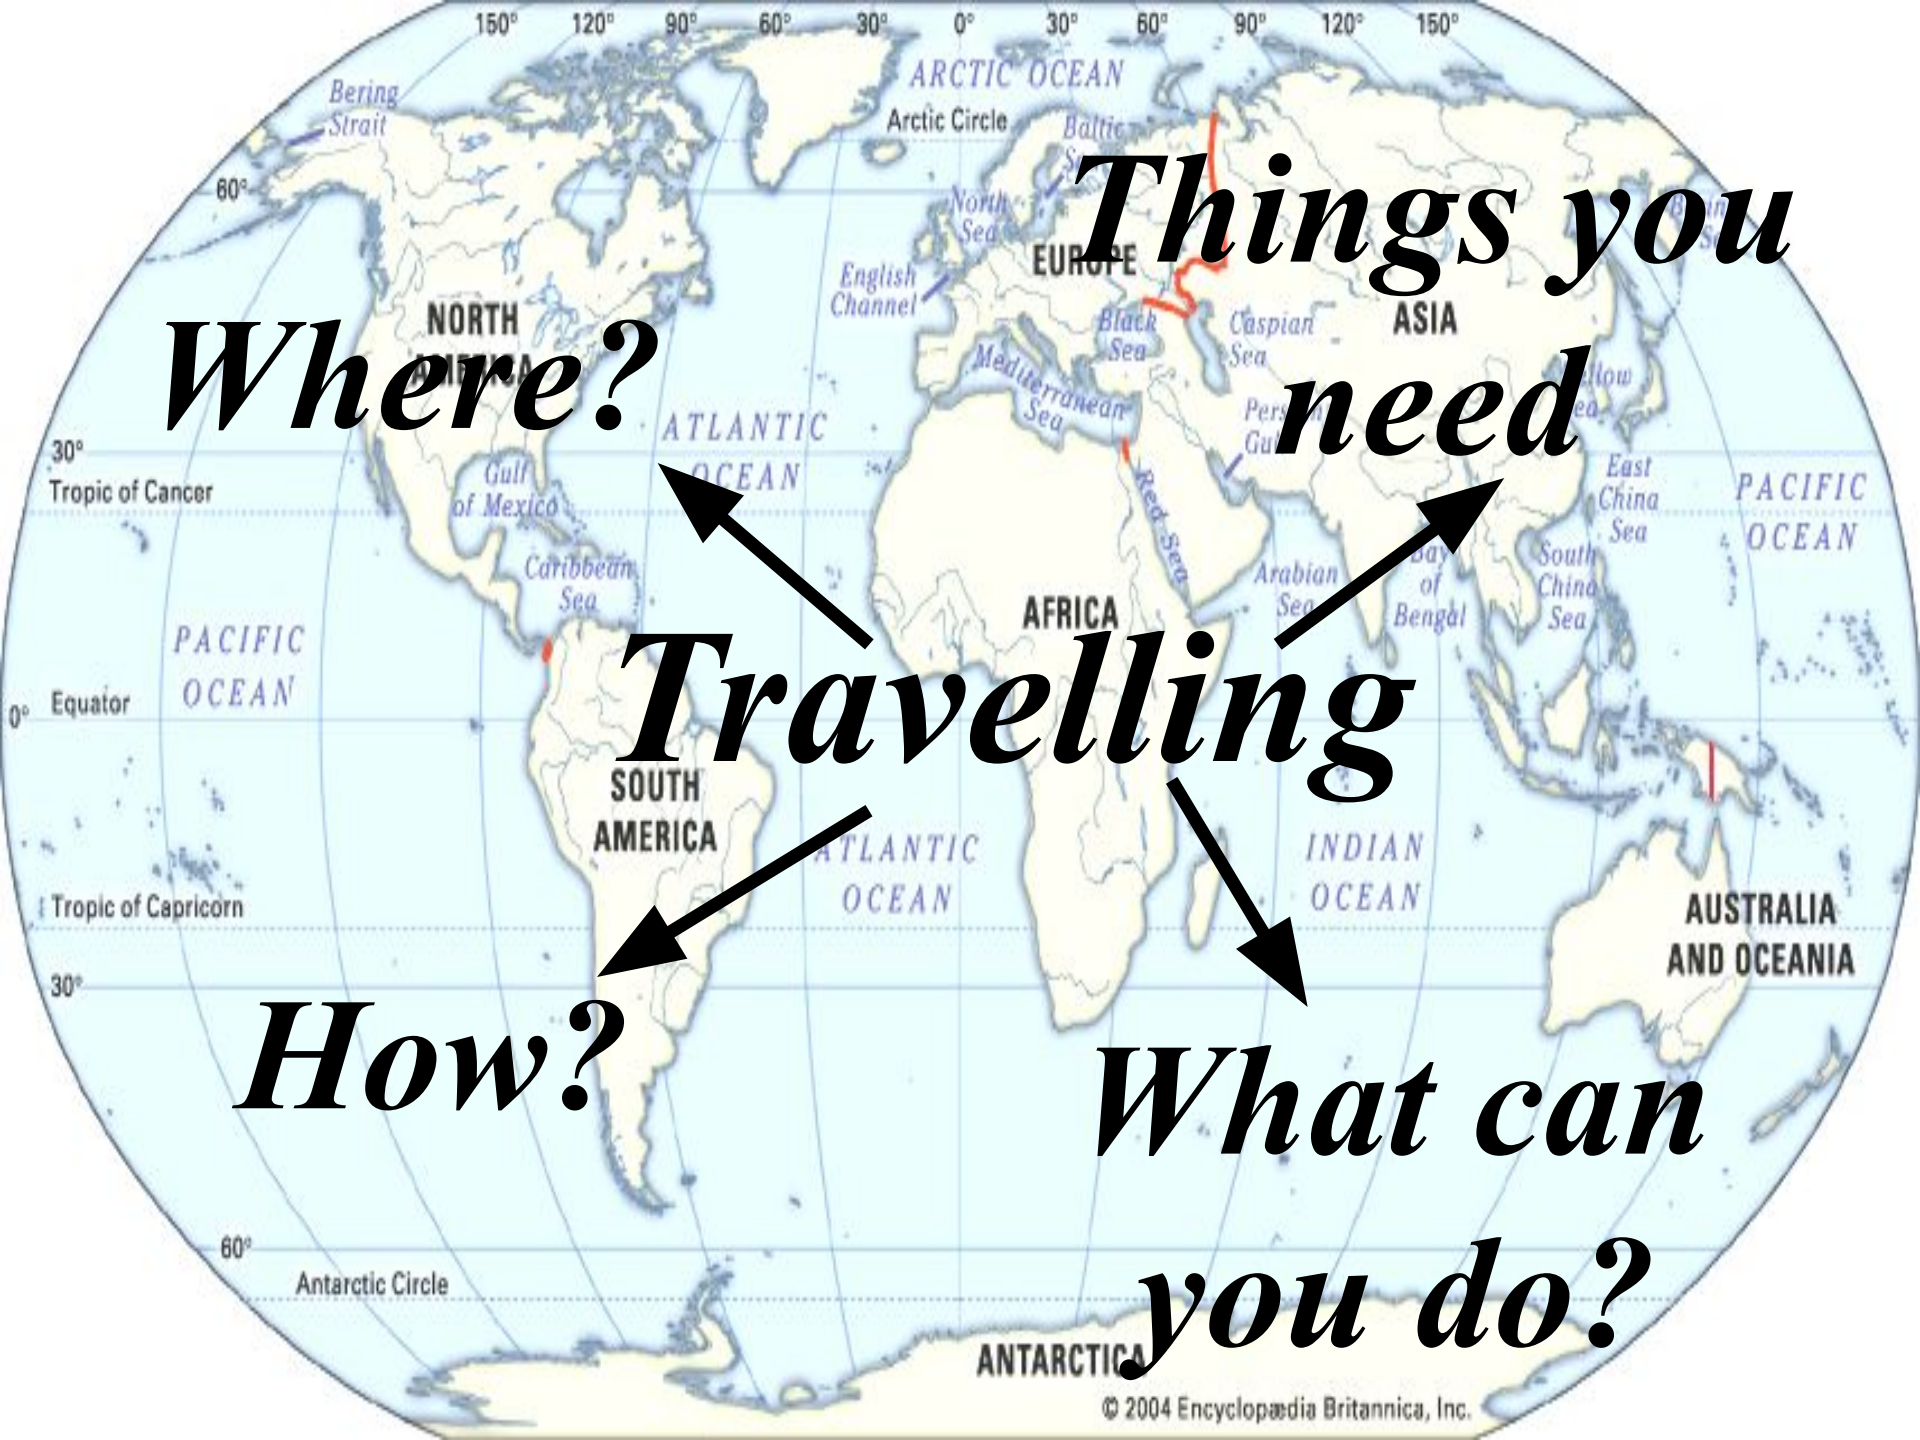 150° 120° 90° 60° 30° 0° 30° 60° 90° 120° 150°
ARCTIC OCEAN
Bering
Strait
Arctic Circle
Baltic
60°
North
Sea
Things you
EUROPE
English
Channel
NORTH
AMERICA
ASIA
Black
Sea
Caspian
Sea
Where?
Mediterranean
Sea
need
ATLANTIC
OCEAN
30°
Tropic of Cancer
Gulf
of Mexico
Red Sea
East
China
Sea
PACIFIC
OCEAN
Caribbean
Sea
Arabian
Sea
Bay
of
Bengal
South
China
Sea
AFRICA
PACIFIC
OCEAN
Travelling
0°
Equator
SOUTH
AMERICA
ATLANTIC
OCEAN
INDIAN
OCEAN
Tropic of Capricorn
AUSTRALIA
AND OCEANIA
30°
How?
What can
you do?
60°
Antarctic Circle
ANTARCTICA
© 2004 Encyclopædia Britannica, Inc.